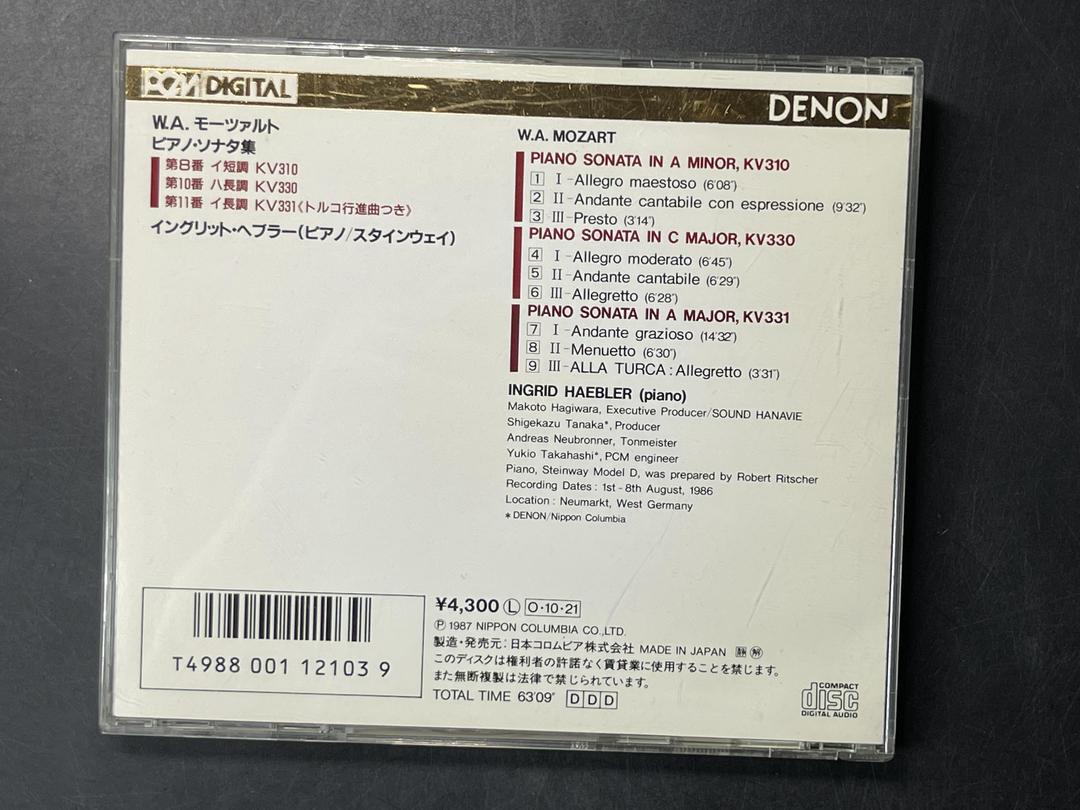 PCM DIGITAL
DENON
W.A. モーツァルト
ピアノ・ソナタ集
第8番 イ短調 KV310
第10番 ハ長調 KV330
第11番 イ長調 KV331《トルコ行進曲つき》
イングリット・ヘブラー(ピアノ/スタインウェイ)
W.A. MOZART
PIANO SONATA IN A MINOR, KV310
1 I-Allegro maestoso (6'08")
2 II-Andante cantabile con espressione (9'32")
3 III-Presto (3'14")
PIANO SONATA IN C MAJOR, KV330
4 I-Allegro moderato (6'45")
5 II-Andante cantabile (6'29")
6 III-Allegretto (6'28")
PIANO SONATA IN A MAJOR, KV331
7 I-Andante grazioso (14'32")
8 II-Menuetto (6'30")
9 III-ALLA TURCA : Allegretto (3'31")
INGRID HAEBLER (piano)
Makoto Hagiwara, Executive Producer/SOUND HANAVIE
Shigekazu Tanaka*, Producer
Andreas Neubronner, Tonmeister
Yukio Takahashi*, PCM engineer
Piano, Steinway Model D, was prepared by Robert Ritscher
Recording Dates : 1st-8th August, 1986
Location : Neumarkt, West Germany
* DENON/Nippon Columbia
T4988 001 12103 9
¥4,300 Ⓛ O・10・21
Ⓟ 1987 NIPPON COLUMBIA CO.,LTD.
製造・発売元:日本コロムビア株式会社 MADE IN JAPAN
このディスクは権利者の許諾なく賃貸業に使用することを禁じます。
また無断複製は法律で禁じられています。
TOTAL TIME 63'09" D D D
COMPACT
disc
DIGITAL AUDIO